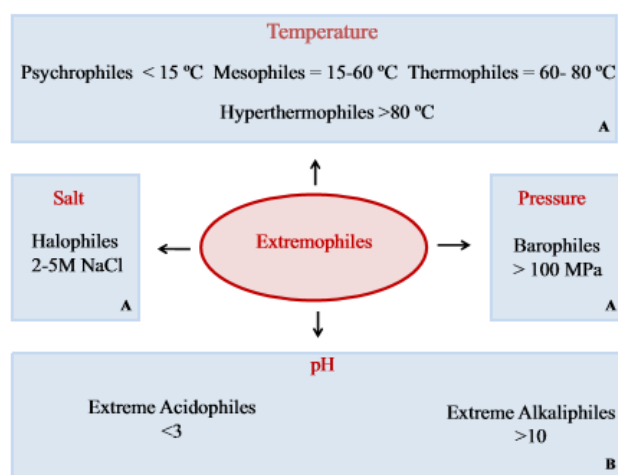 Temperature
Psychrophiles < 15 ºC Mesophiles = 15-60 ºC Thermophiles = 60- 80 ºC
Hyperthermophiles >80 ºC
A
Salt
Halophiles
2-5M NaCl
A
Extremophiles
Pressure
Barophiles
> 100 MPa
A
pH
Extreme Acidophiles
<3
Extreme Alkaliphiles
>10
B